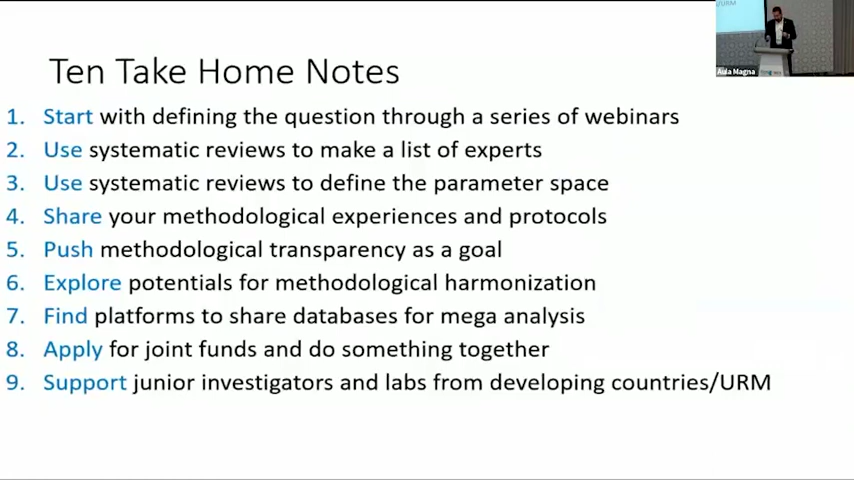 Ten Take Home Notes
1. Start with defining the question through a series of webinars
2. Use systematic reviews to make a list of experts
3. Use systematic reviews to define the parameter space
4. Share your methodological experiences and protocols
5. Push methodological transparency as a goal
6. Explore potentials for methodological harmonization
7. Find platforms to share databases for mega analysis
8. Apply for joint funds and do something together
9. Support junior investigators and labs from developing countries/URM
/URM
Aula Magna